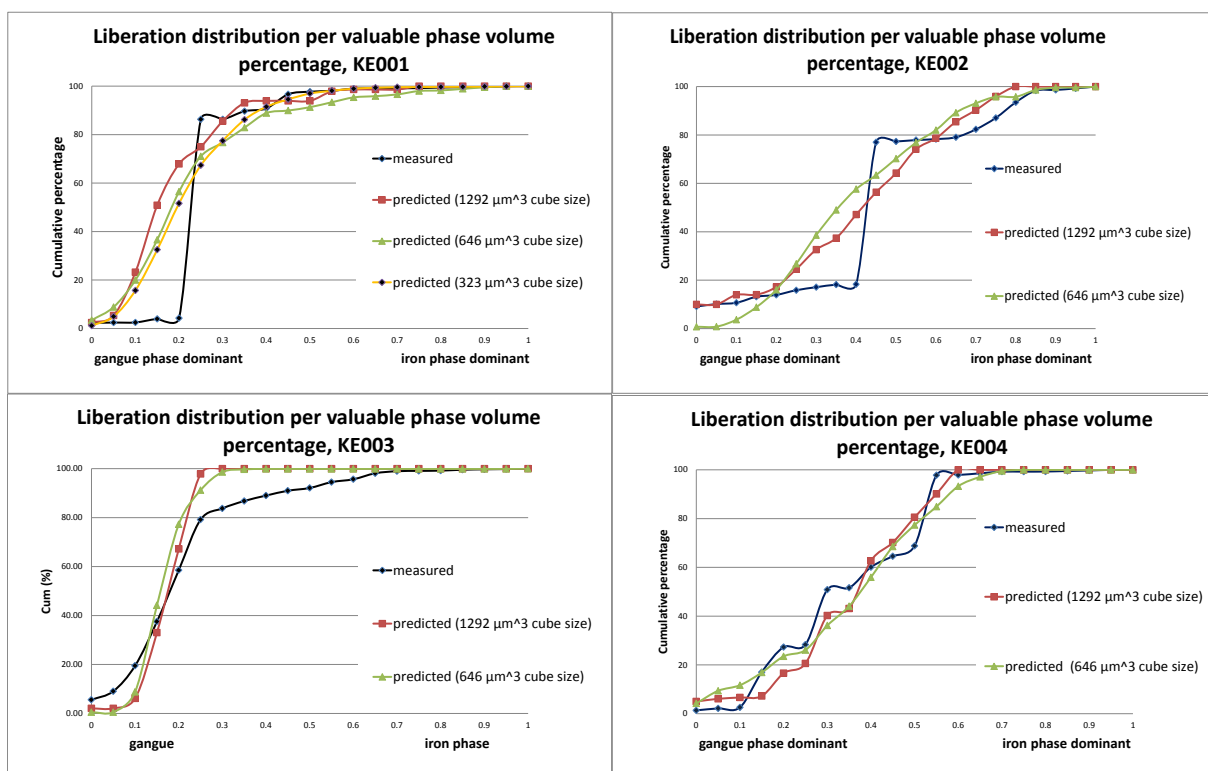 Liberation distribution per valuable phase volume
percentage, KE001
Cumulative percentage
100
80
60
40
20
0
0 0.1 0.2 0.3 0.4 0.5 0.6 0.7 0.8 0.9 1
gangue phase dominant iron phase dominant
measured
predicted (1292 µm^3 cube size)
predicted (646 µm^3 cube size)
predicted (323 µm^3 cube size)
Liberation distribution per valuable phase volume
percentage, KE002
Cumulative percentage
100
80
60
40
20
0
0 0.1 0.2 0.3 0.4 0.5 0.6 0.7 0.8 0.9 1
gangue phase dominant iron phase dominant
measured
predicted (1292 µm^3 cube size)
predicted (646 µm^3 cube size)
Liberation distribution per valuable phase volume
percentage, KE003
Cum (%)
100.00
80.00
60.00
40.00
20.00
0.00
0 0.1 0.2 0.3 0.4 0.5 0.6 0.7 0.8 0.9 1
gangue iron phase
measured
predicted (1292 µm^3 cube size)
predicted (646 µm^3 cube size)
Liberation distribution per valuable phase volume
percentage, KE004
Cumulative percentage
100
80
60
40
20
0
0 0.1 0.2 0.3 0.4 0.5 0.6 0.7 0.8 0.9 1
gangue phase dominant iron phase dominant
measured
predicted (1292 µm^3 cube size)
predicted (646 µm^3 cube size)